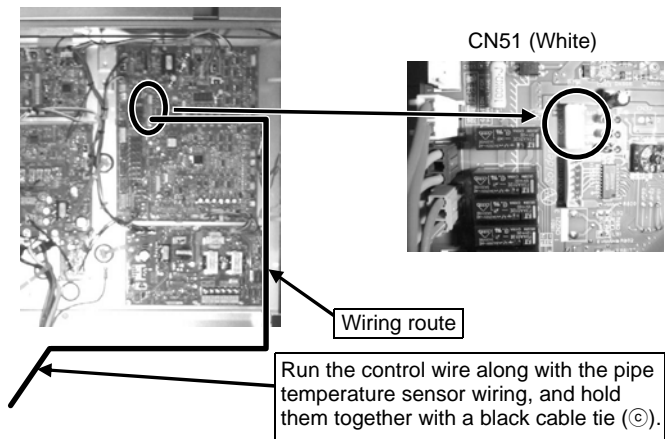 CN51 (White)
Wiring route
Run the control wire along with the pipe
temperature sensor wiring, and hold
them together with a black cable tie (ⓒ).